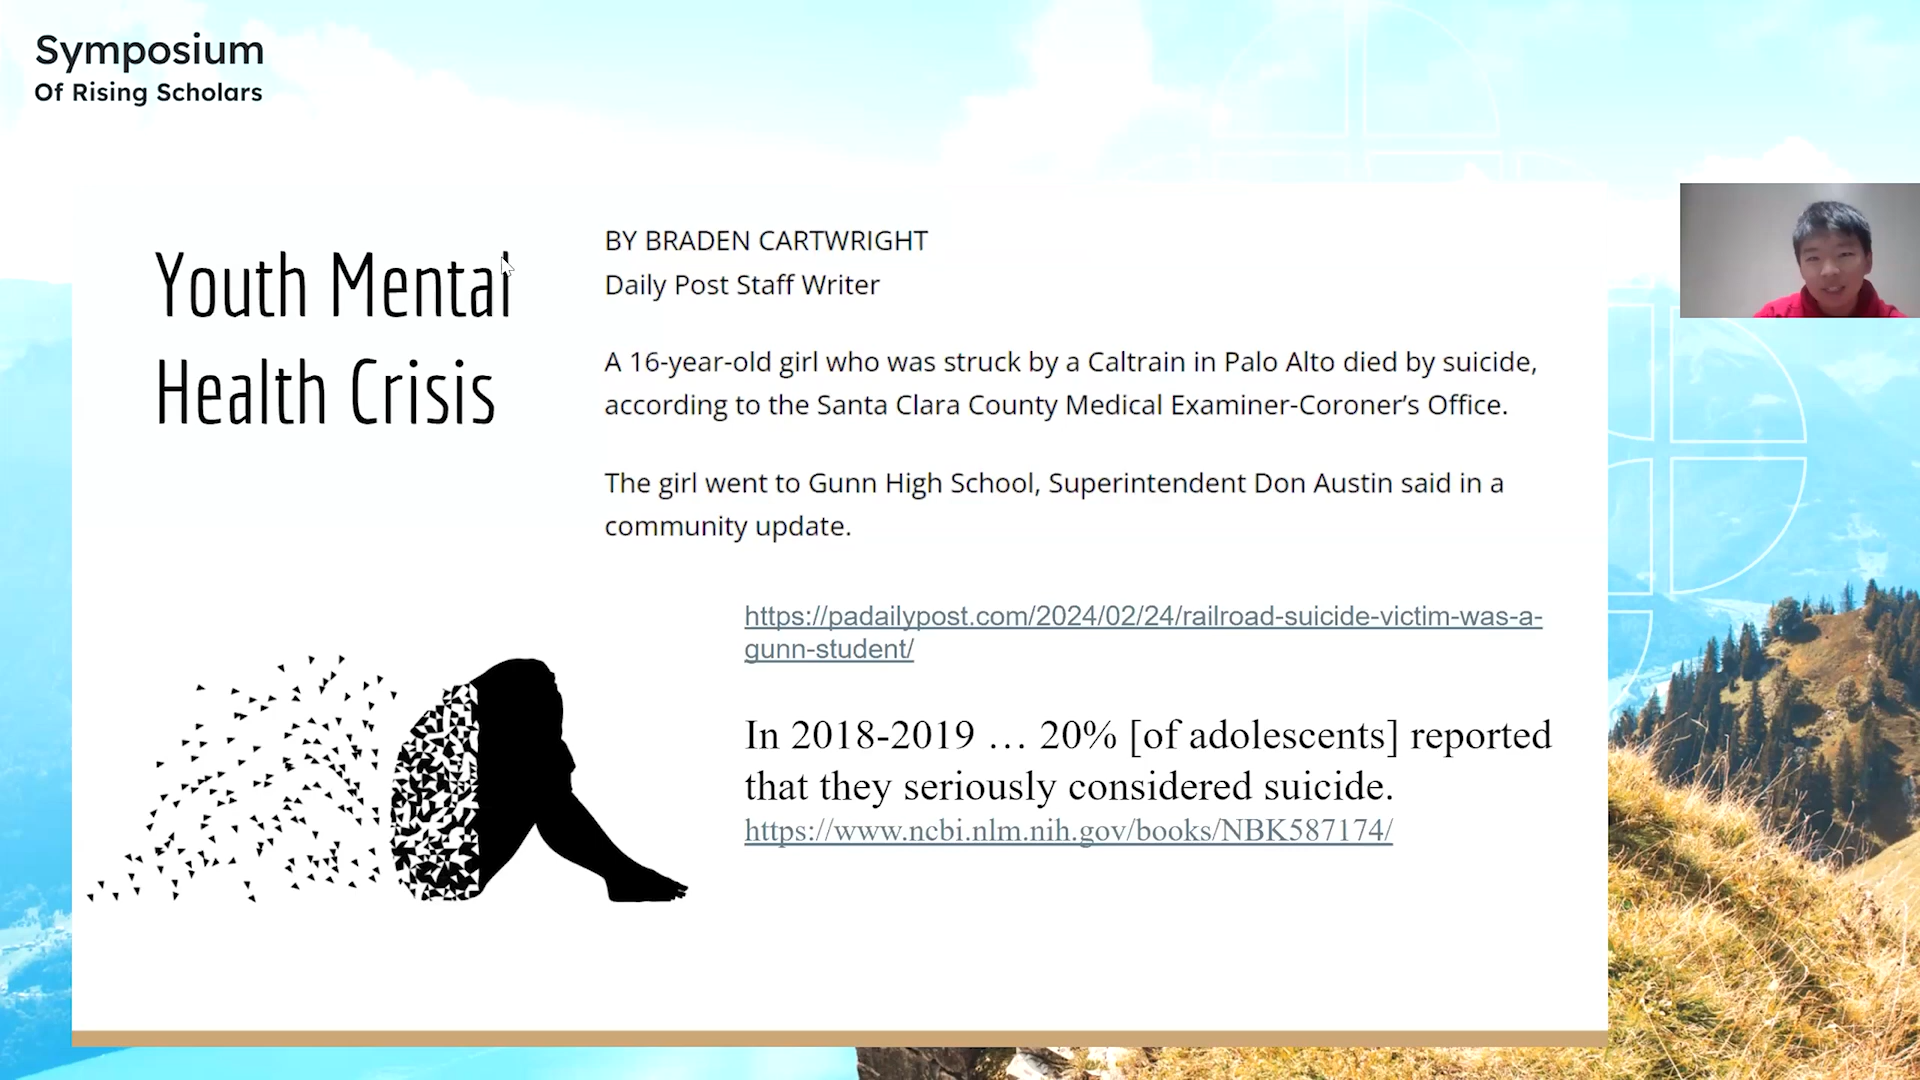 Symposium
Of Rising Scholars
Youth Mental
Health Crisis
BY BRADEN CARTWRIGHT
Daily Post Staff Writer
A 16-year-old girl who was struck by a Caltrain in Palo Alto died by suicide,
according to the Santa Clara County Medical Examiner-Coroner’s Office.
The girl went to Gunn High School, Superintendent Don Austin said in a
community update.
https://padailypost.com/2024/02/24/railroad-suicide-victim-was-a-
gunn-student/
In 2018-2019 … 20% [of adolescents] reported
that they seriously considered suicide.
https://www.ncbi.nlm.nih.gov/books/NBK587174/